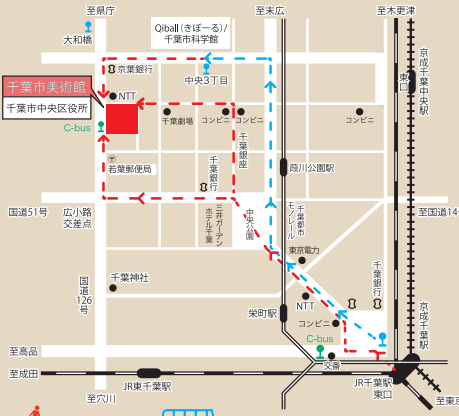 至県庁
至末広
至木更津
大和橋
Qiball(きぼーる)/
千葉市科学館
京葉銀行
中央3丁目
東口
京成千葉中央駅
千葉市美術館
千葉市中央区役所
NTT
C-bus
千葉劇場
コンビニ
コンビニ
コンビニ
千葉銀座
若葉郵便局
千葉銀行
葭川公園駅
国道51号
広小路
交差点
三井ガーデン
ホテル千葉
中央公園
千葉都市
モノレール
至国道14
東京電力
千葉神社
国道126号
千葉銀行
NTT
栄町駅
コンビニ
京成千葉駅
C-bus
至高品
交番
至成田
JR東千葉駅
JR千葉駅
東口
至穴川
至東京